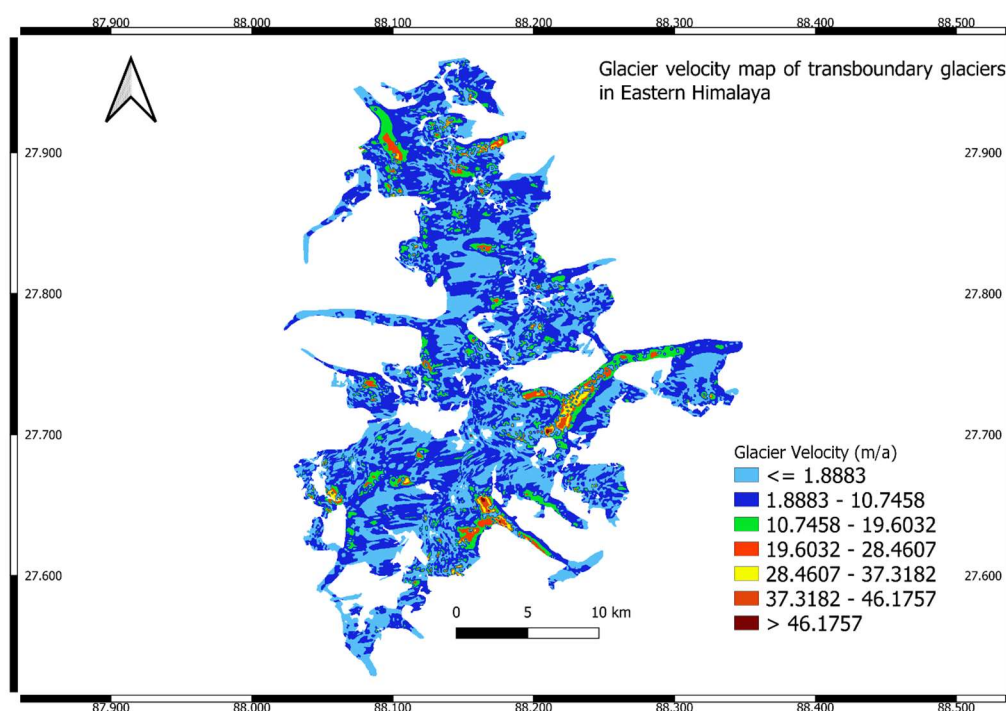 87.900 88.000 88.100 88.200 88.300 88.400 88.500
Glacier velocity map of transboundary glaciers
in Eastern Himalaya
27.900 27.900
27.800 27.800
27.700 27.700
Glacier Velocity (m/a)
<= 1.8883
1.8883 - 10.7458
10.7458 - 19.6032
19.6032 - 28.4607
28.4607 - 37.3182
37.3182 - 46.1757
> 46.1757
27.600 27.600
0 5 10 km
87.900 88.000 88.100 88.200 88.300 88.400 88.500